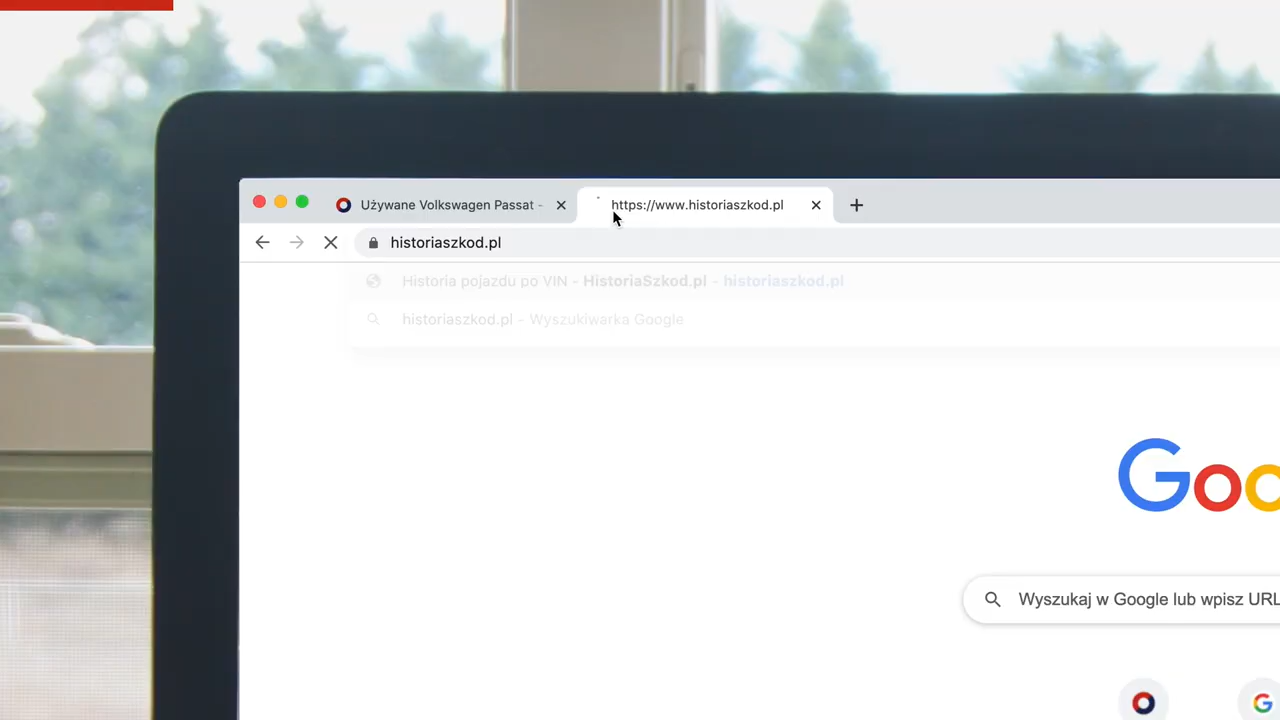 Używane Volkswagen Passat -
https://www.historiaszkod.pl
historiaszkod.pl
Historia pojazdu po VIN - HistoriaSzkod.pl - historiaszkod.pl
historiaszkod.pl - Wyszukiwarka Google
Goo
Wyszukaj w Google lub wpisz URL
G